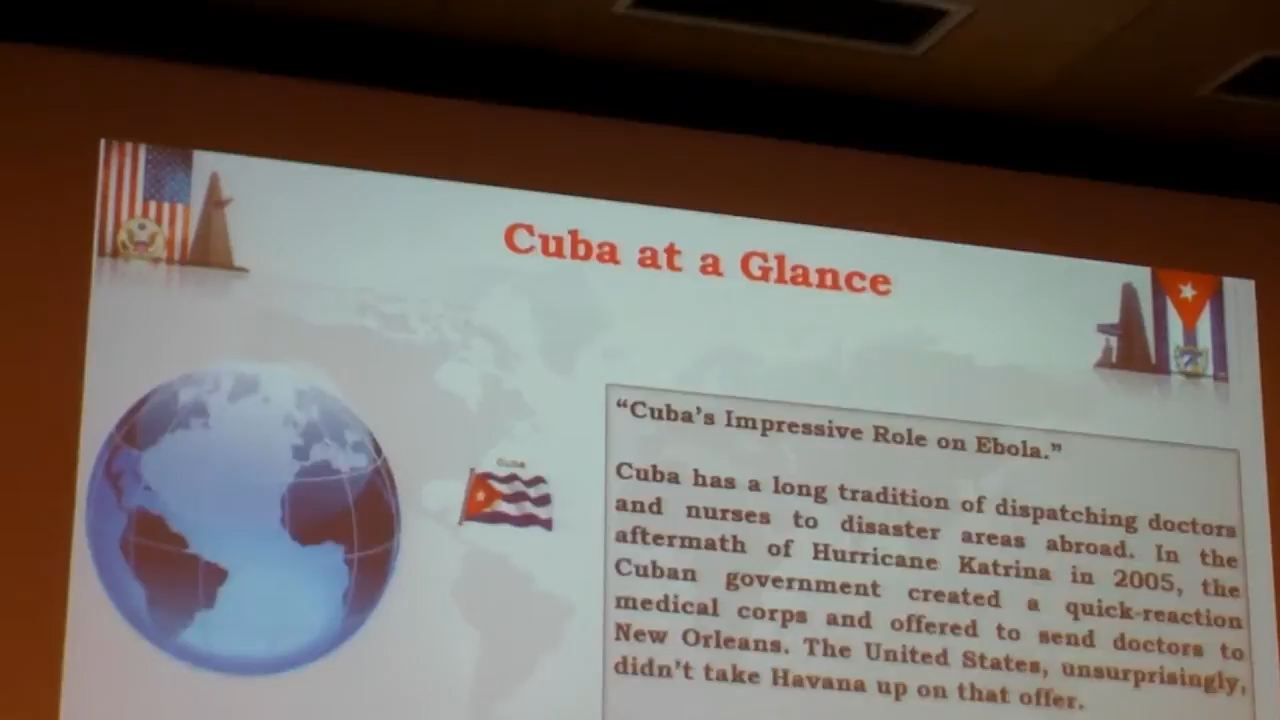 Cuba at a Glance
Cuba
“Cuba’s Impressive Role on Ebola.”
Cuba has a long tradition of dispatching doctors
and nurses to disaster areas abroad. In the
aftermath of Hurricane Katrina in 2005, the
Cuban government created a quick-reaction
medical corps and offered to send doctors to
New Orleans. The United States, unsurprisingly,
didn’t take Havana up on that offer.